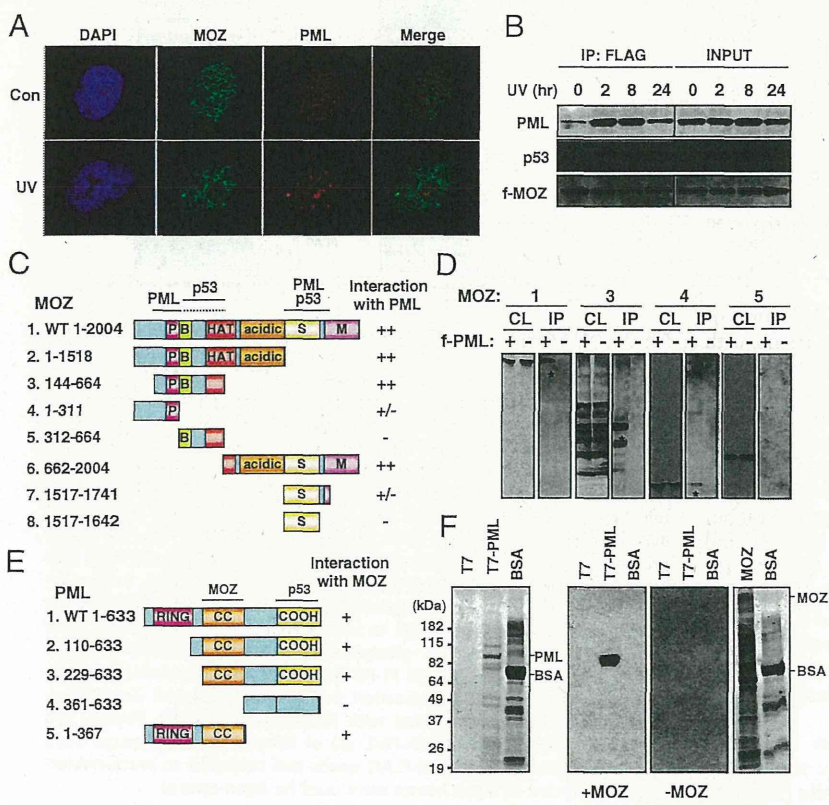 A
DAPI MOZ PML Merge
Con
UV
B
IP: FLAG INPUT
UV (hr) 0 2 8 24 0 2 8 24
PML
p53
f-MOZ
C
MOZ
PML p53 PML p53 Interaction with PML
1. WT 1-2004 P B HAT acidic S M ++
2. 1-1518 P B HAT acidic ++
3. 144-664 P B ++
4. 1-311 P +/-
5. 312-664 B -
6. 662-2004 acidic S M ++
7. 1517-1741 S +/-
8. 1517-1642 S -
D
MOZ: 1 3 4 5
CL IP CL IP CL IP CL IP
f-PML: + - + - + - + - + - + - + - + -
E
PML
MOZ p53 Interaction with MOZ
1. WT 1-633 RING CC COOH +
2. 110-633 CC COOH +
3. 229-633 CC COOH +
4. 361-633 -
5. 1-367 RING CC +
F
T7 T7-PML BSA T7 T7-PML BSA T7 T7-PML BSA MOZ BSA
(kDa)
182
115
82
64
49
37
26
19
PML
BSA
MOZ
BSA
+MOZ -MOZ